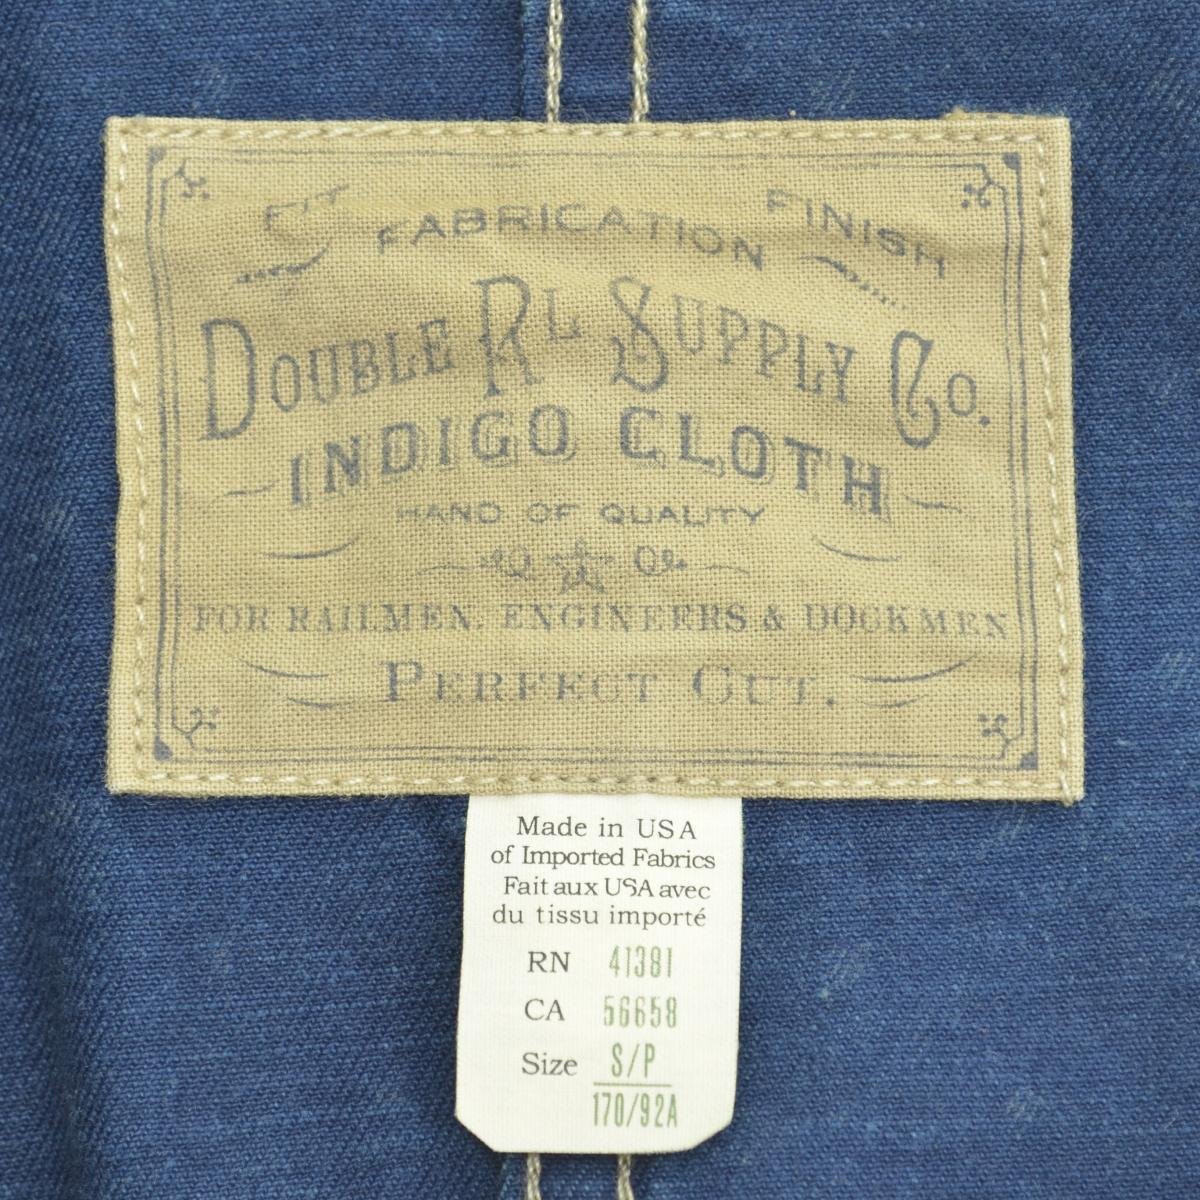 FIT FABRICATION FINISH
DOUBLE RL SUPPLY CO.
INDIGO CLOTH
HAND OF QUALITY
FOR RAILMEN, ENGINEERS & DOCKMEN
PERFECT CUT.
Made in USA
of Imported Fabrics
Fait aux USA avec
du tissu importé
RN 41381
CA 56658
Size S/P
170/92A